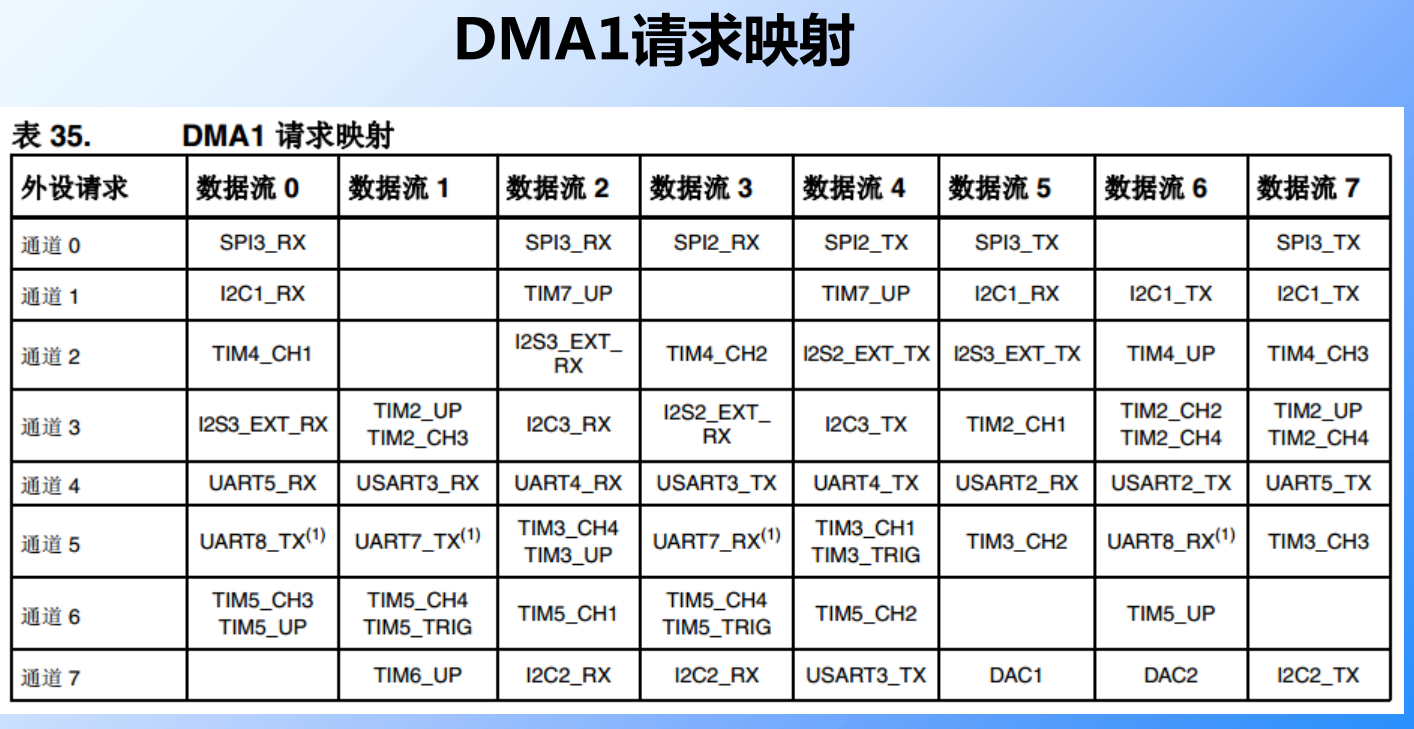 DMA1请求映射
表 35. DMA1 请求映射
外设请求 数据流 0 数据流 1 数据流 2 数据流 3 数据流 4 数据流 5 数据流 6 数据流 7
通道 0 SPI3_RX SPI3_RX SPI2_RX SPI2_TX SPI3_TX SPI3_TX
通道 1 I2C1_RX TIM7_UP TIM7_UP I2C1_RX I2C1_TX I2C1_TX
通道 2 TIM4_CH1 I2S3_EXT_ TIM4_CH2 I2S2_EXT_TX I2S3_EXT_TX TIM4_UP TIM4_CH3
RX
通道 3 I2S3_EXT_RX TIM2_UP I2C3_RX I2S2_EXT_ I2C3_TX TIM2_CH1 TIM2_CH2 TIM2_UP
TIM2_CH3 RX TIM2_CH4 TIM2_CH4
通道 4 UART5_RX USART3_RX UART4_RX USART3_TX UART4_TX USART2_RX USART2_TX UART5_TX
通道 5 UART8_TX(1) UART7_TX(1) TIM3_CH4 UART7_RX(1) TIM3_CH1 TIM3_CH2 UART8_RX(1) TIM3_CH3
TIM3_UP TIM3_TRIG
通道 6 TIM5_CH3 TIM5_CH4 TIM5_CH1 TIM5_CH4 TIM5_CH2 TIM5_UP
TIM5_UP TIM5_TRIG TIM5_TRIG
通道 7 TIM6_UP I2C2_RX I2C2_RX USART3_TX DAC1 DAC2 I2C2_TX